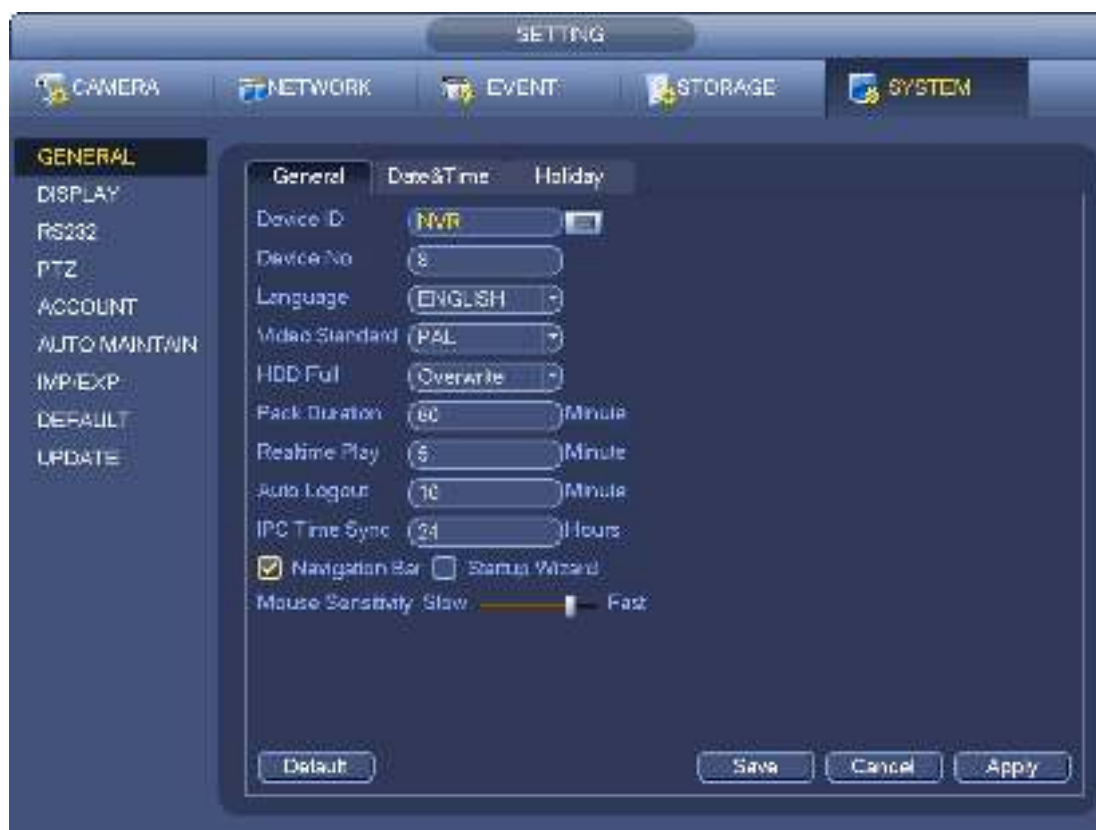 SETTING
CAMERA NETWORK EVENT STORAGE SYSTEM
GENERAL
DISPLAY
RS232
PTZ
ACCOUNT
AUTO MAINTAIN
IMP/EXP
DEFAULT
UPDATE
General Date&Time Holiday
Device ID NVR
Device No 8
Language ENGLISH
Video Standard PAL
HDD Full Overwrite
Pack Duration 60 Minute
Realtime Play 5 Minute
Auto Logout 10 Minute
IPC Time Sync 24 Hours
Navigation Bar Startup Wizard
Mouse Sensitivity Slow Fast
Default Save Cancel Apply